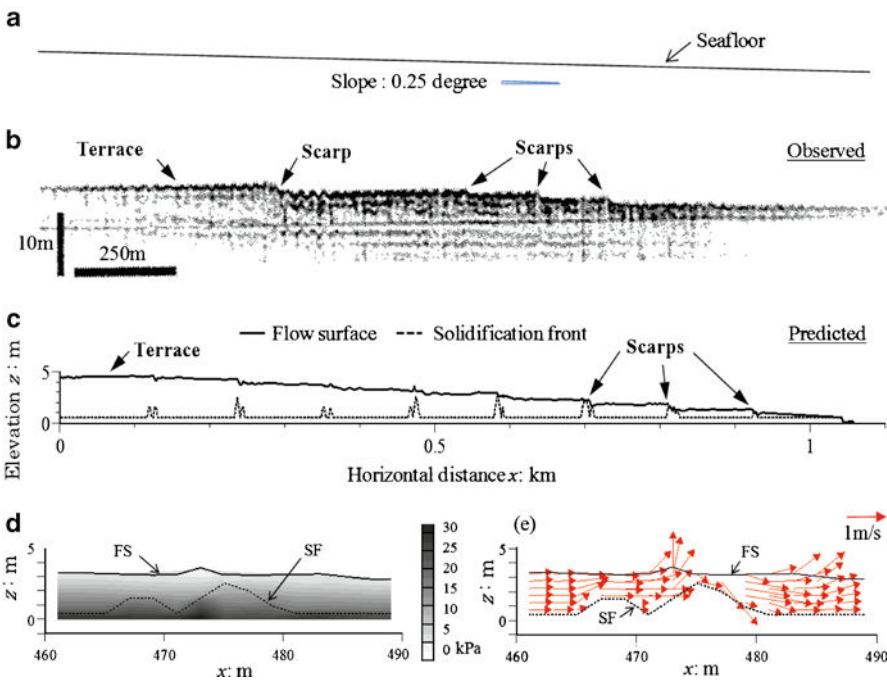 a
Seafloor
Slope : 0.25 degree
b
Terrace
Scarp
Scarps
Observed
10m
250m
c
Flow surface
Solidification front
Predicted
Terrace
Scarps
Elevation z : m
5
0
0
0.5
1
Horizontal distance x: km
d
FS
SF
z : m
5
0
460
470
480
490
x: m
30
25
20
15
10
5
0 kPa
(e)
1m/s
FS
SF
z : m
5
0
460
470
480
490
x: m